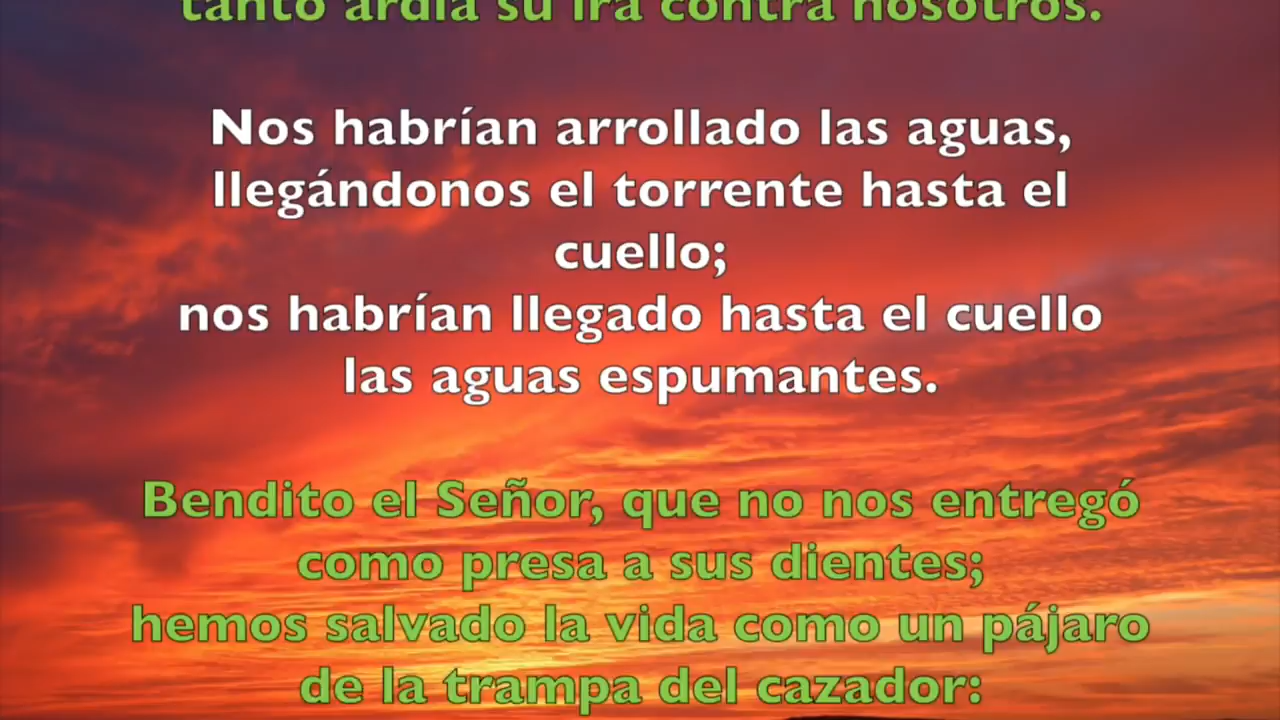 tanto ardía su ira contra nosotros.
Nos habrían arrollado las aguas,
llegándonos el torrente hasta el
cuello;
nos habrían llegado hasta el cuello
las aguas espumantes.
Bendito el Señor, que no nos entregó
como presa a sus dientes;
hemos salvado la vida como un pájaro
de la trampa del cazador: